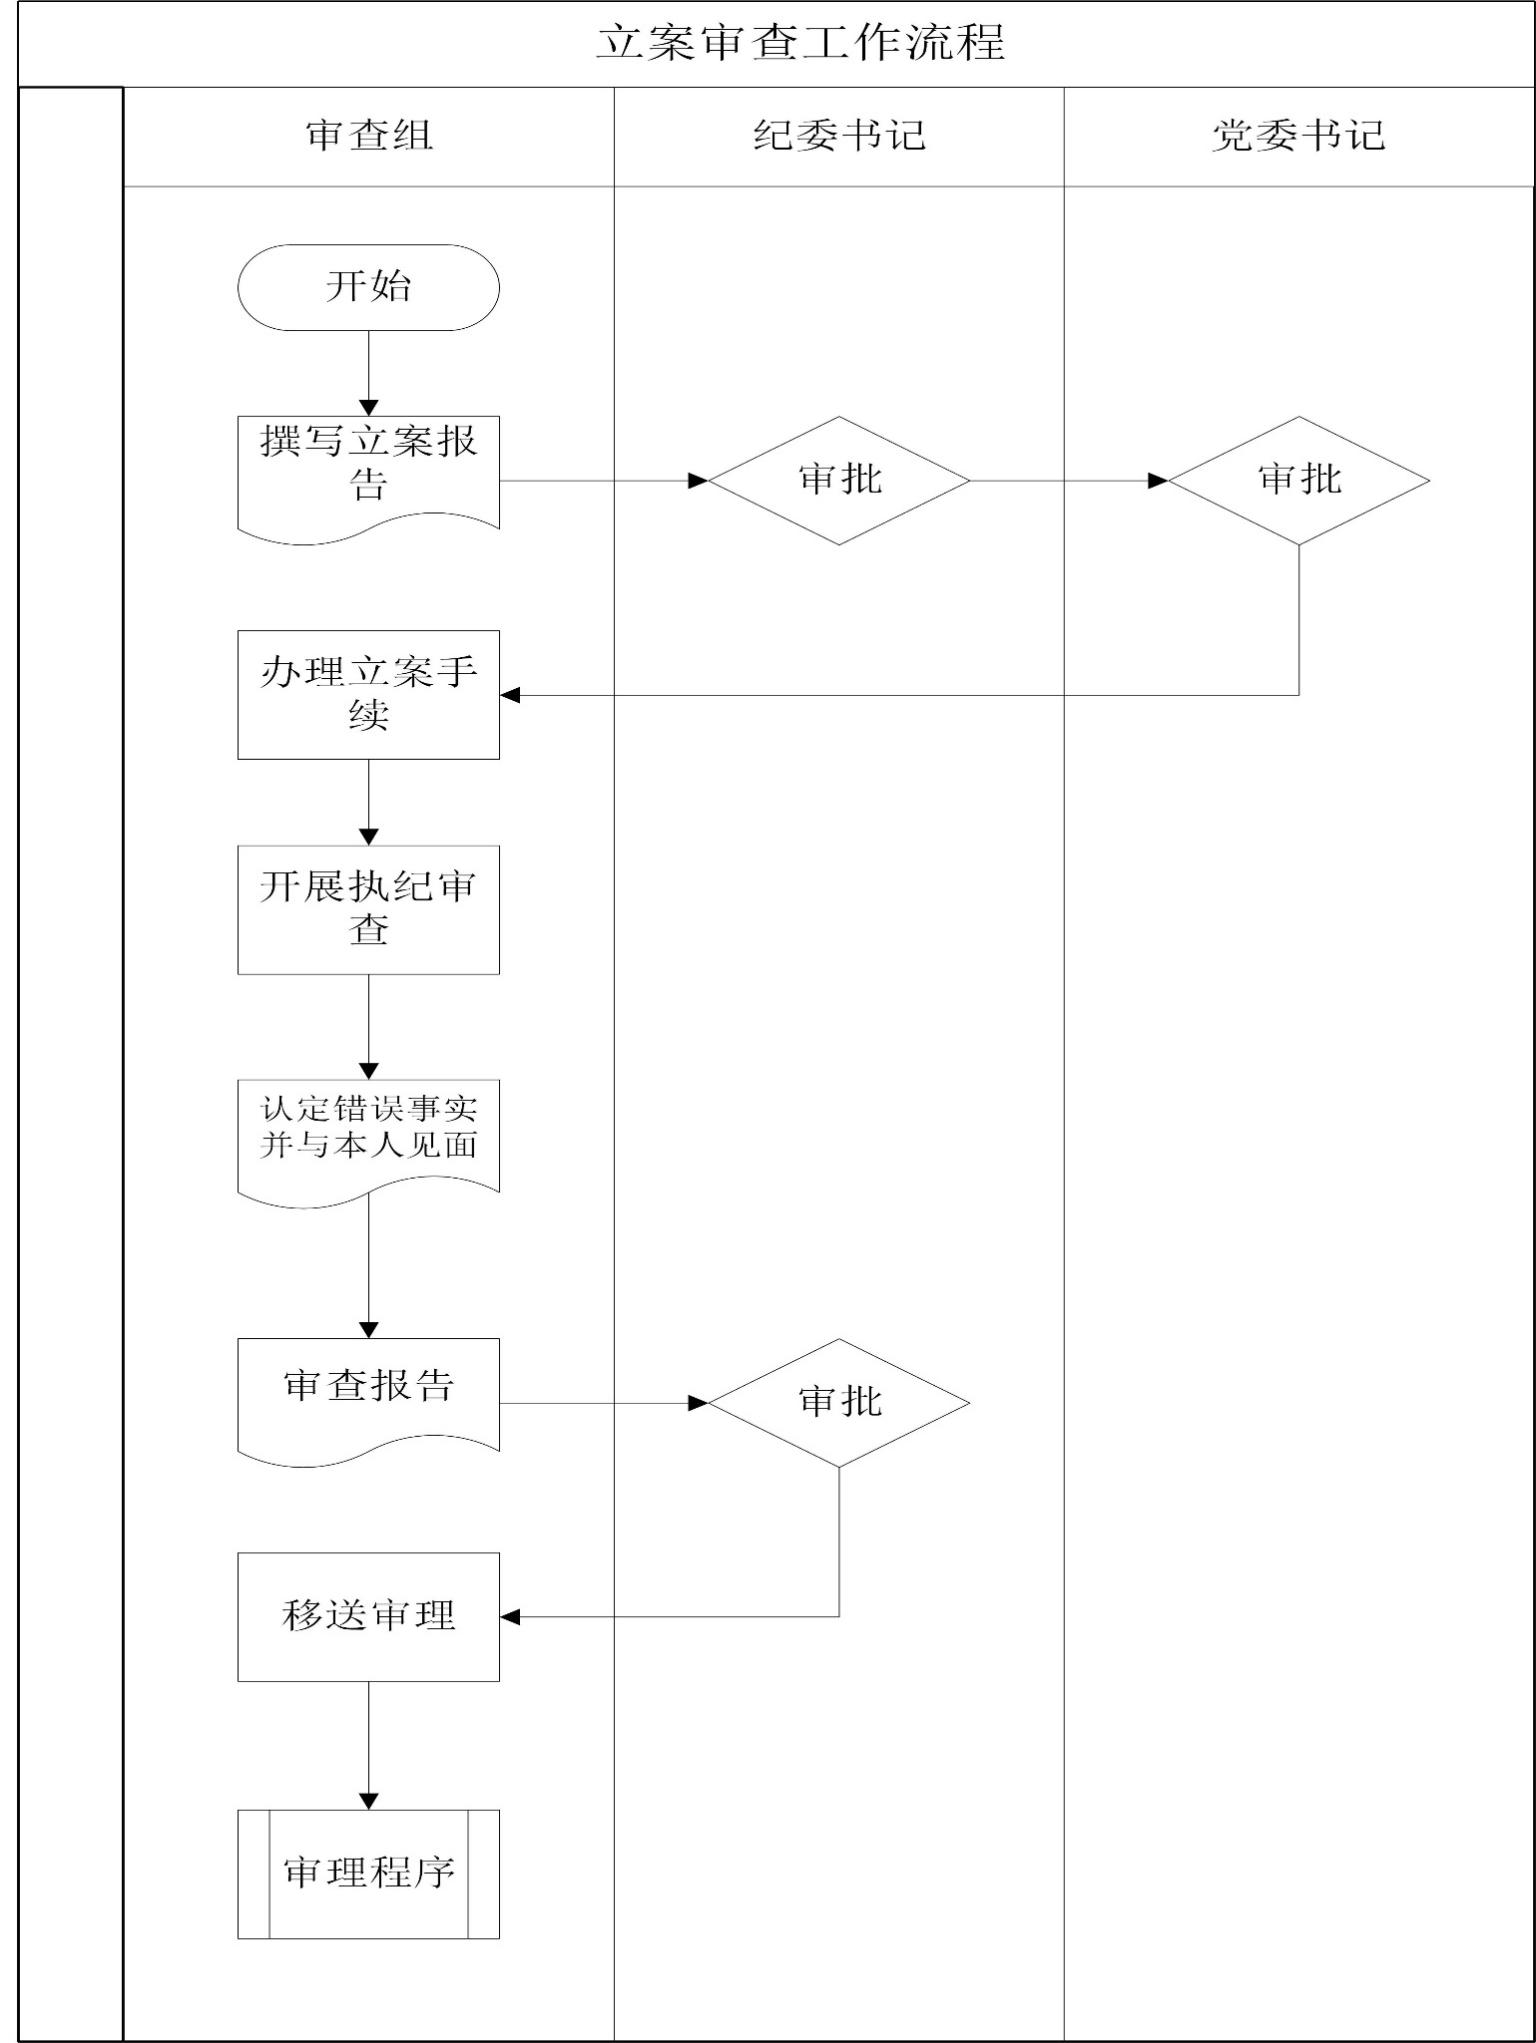 立案审查工作流程
审查组
纪委书记
党委书记
开始
撰写立案报
告
审批
审批
办理立案手
续
开展执纪审
查
认定错误事实
并与本人见面
审查报告
审批
移送审理
审理程序